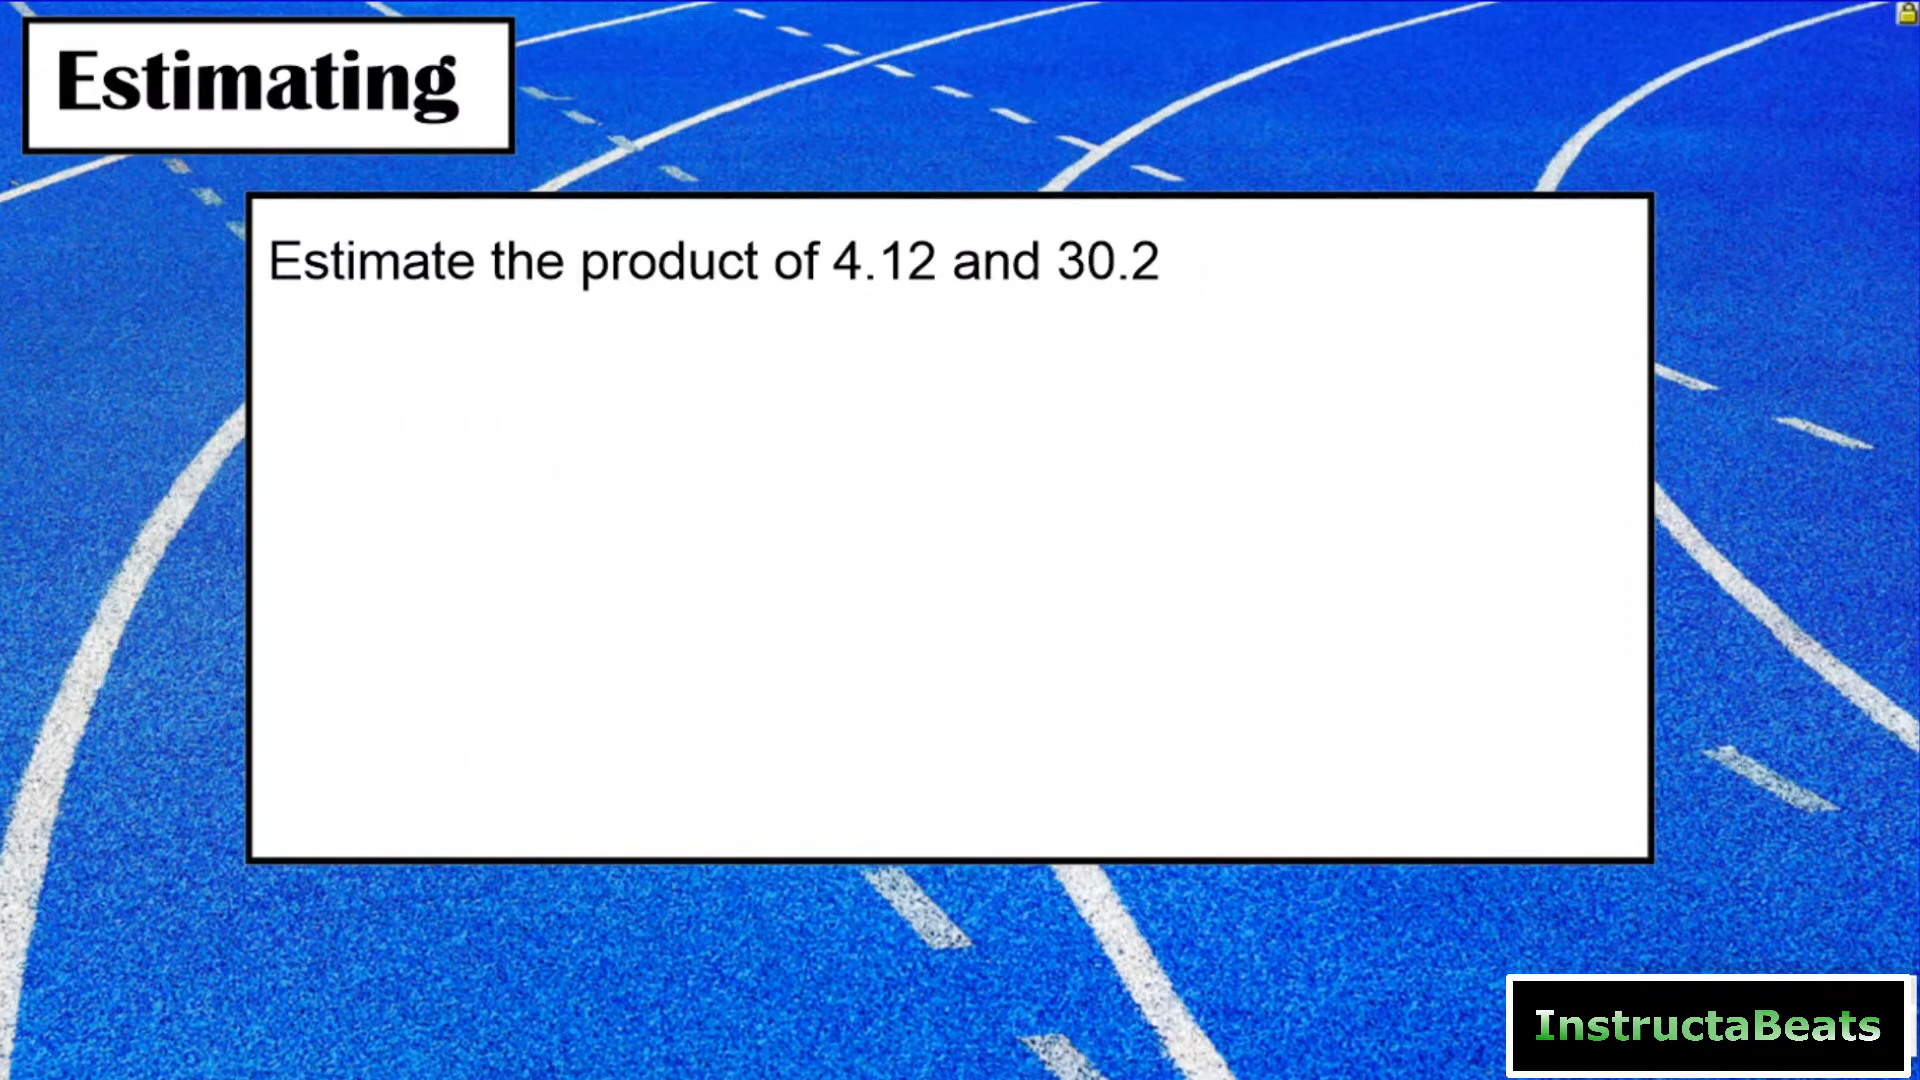 Estimating
Estimate the product of 4.12 and 30.2
InstructaBeats